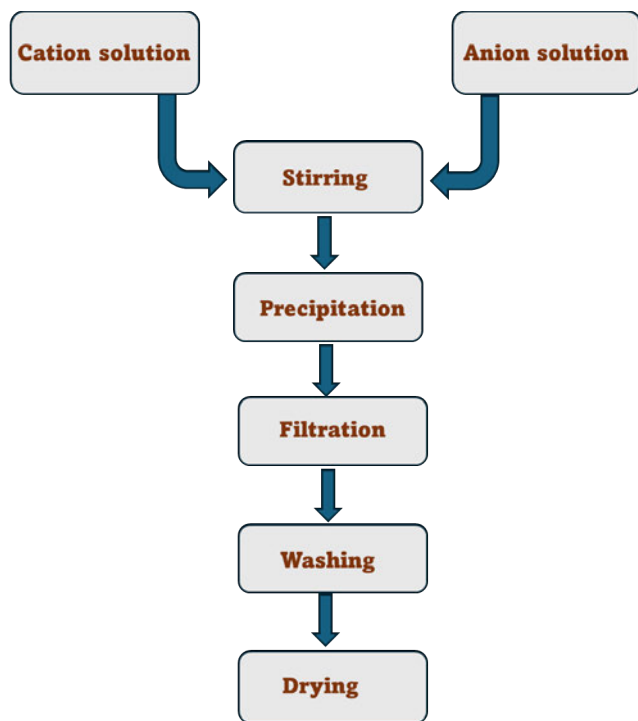 Cation solution
Anion solution
Stirring
Precipitation
Filtration
Washing
Drying